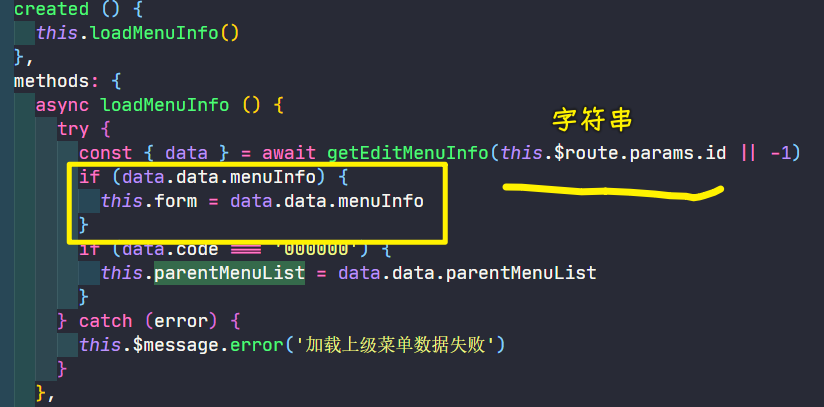 created () {
this.loadMenuInfo()
},
methods: {
async loadMenuInfo () {
字符串
try {
const { data } = await getEditMenuInfo(this.$route.params.id || -1)
if (data.data.menuInfo) {
this.form = data.data.menuInfo
}
if (data.code === '000000') {
this.parentMenuList = data.data.parentMenuList
}
} catch (error) {
this.$message.error('加载上级菜单数据失败')
}
},